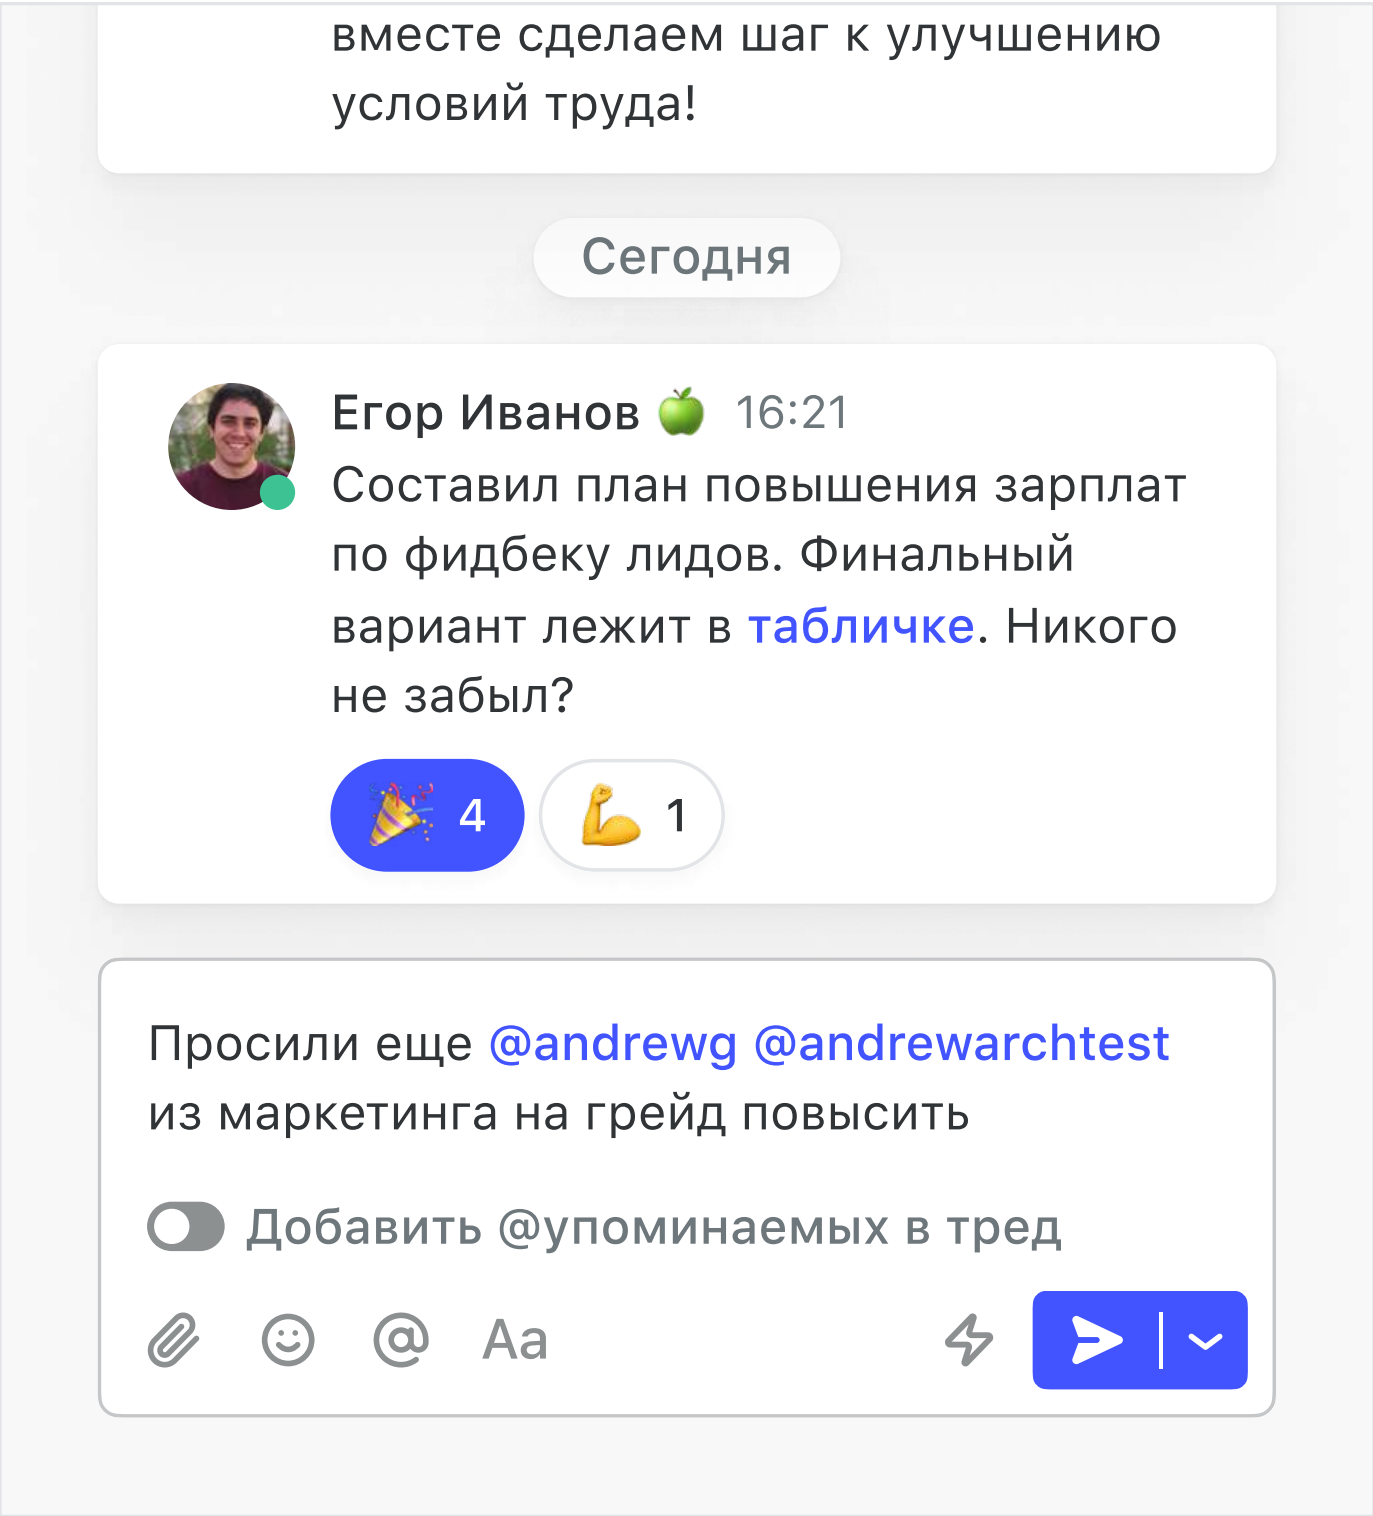 вместе сделаем шаг к улучшению
условий труда!
Сегодня
Егор Иванов 🍏 16:21
Составил план повышения зарплат
по фидбеку лидов. Финальный
вариант лежит в табличке. Никого
не забыл?
🎉 4 💪 1
Просили еще @andrewg @andrewarchtest
из маркетинга на грейд повысить
Добавить @упоминаемых в тред
Aa